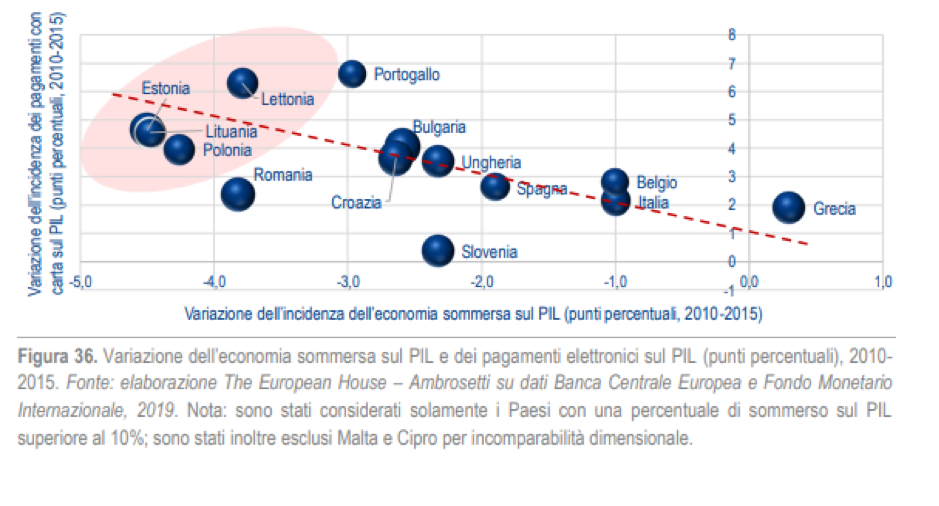 Variazione dell'incidenza dei pagamenti con
carta sul PIL (punti percentuali, 2010-2015)
8
7
6
5
4
3
2
1
0
-1
Portogallo
Estonia
Lettonia
Lituania
Polonia
Bulgaria
Ungheria
Romania
Croazia
Spagna
Belgio
Italia
Grecia
Slovenia
-5,0 -4,0 -3,0 -2,0 -1,0 0,0 1,0
Variazione dell'incidenza dell'economia sommersa sul PIL (punti percentuali, 2010-2015)
Figura 36. Variazione dell'economia sommersa sul PIL e dei pagamenti elettronici sul PIL (punti percentuali), 2010-
2015. Fonte: elaborazione The European House – Ambrosetti su dati Banca Centrale Europea e Fondo Monetario
Internazionale, 2019. Nota: sono stati considerati solamente i Paesi con una percentuale di sommerso sul PIL
superiore al 10%; sono stati inoltre esclusi Malta e Cipro per incomparabilità dimensionale.